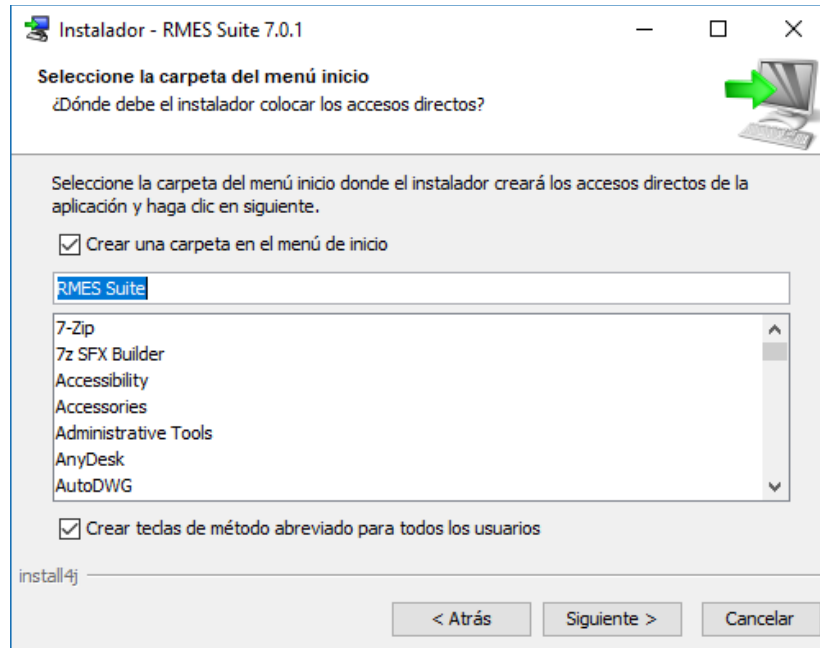 Instalador - RMES Suite 7.0.1
Seleccione la carpeta del menú inicio
¿Dónde debe el instalador colocar los accesos directos?
Seleccione la carpeta del menú inicio donde el instalador creará los accesos directos de la
aplicación y haga clic en siguiente.
Crear una carpeta en el menú de inicio
RMES Suite
7-Zip
7z SFX Builder
Accessibility
Accessories
Administrative Tools
AnyDesk
AutoDWG
Crear teclas de método abreviado para todos los usuarios
install4j
< Atrás
Siguiente >
Cancelar